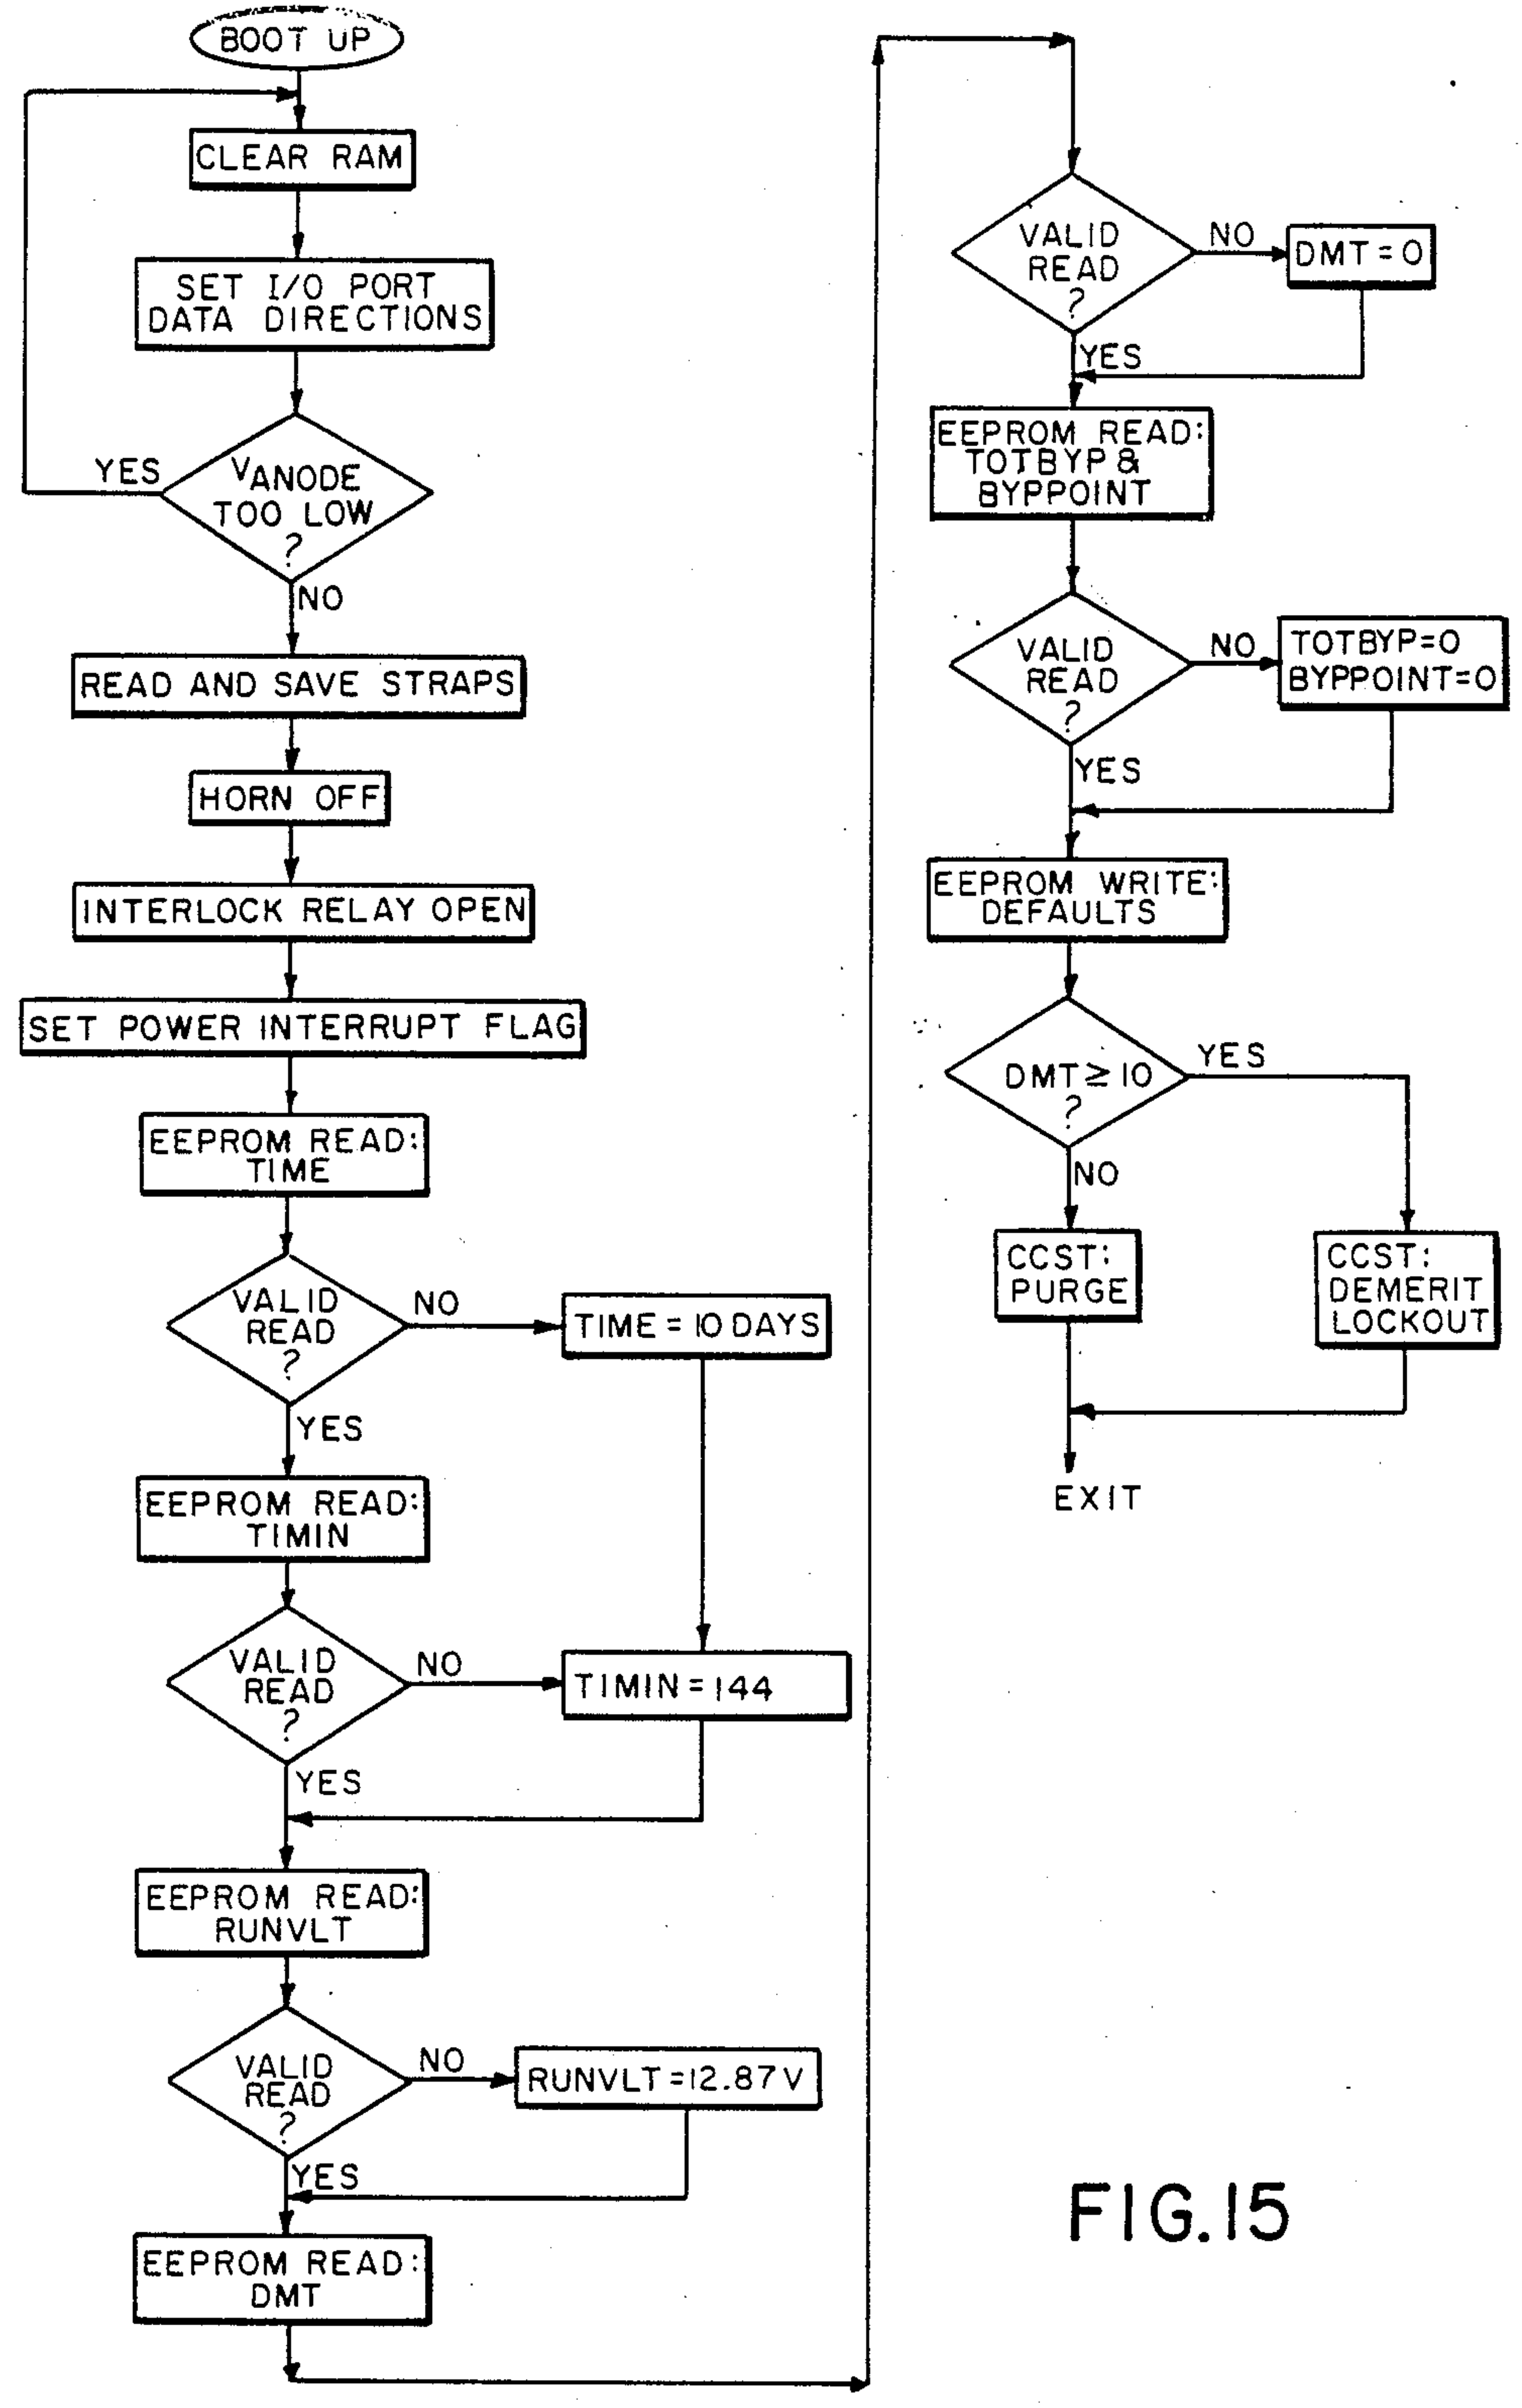 BOOT UP
CLEAR RAM
SET I/O PORT
DATA DIRECTIONS
VANODE
TOO LOW
?
YES
NO
READ AND SAVE STRAPS
HORN OFF
INTERLOCK RELAY OPEN
SET POWER INTERRUPT FLAG
EEPROM READ:
TIME
VALID
READ
?
NO
TIME = 10 DAYS
YES
EEPROM READ:
TIMIN
VALID
READ
?
NO
TIMIN = 144
YES
EEPROM READ:
RUNVLT
VALID
READ
?
NO
RUNVLT = 12.87 V
YES
EEPROM READ:
DMT
VALID
READ
?
NO
DMT = 0
YES
EEPROM READ:
TOTBYP &
BYPPOINT
VALID
READ
?
NO
TOTBYP=0
BYPPOINT=0
YES
EEPROM WRITE:
DEFAULTS
DMT ≥ 10
?
YES
NO
CCST:
PURGE
CCST:
DEMERIT
LOCKOUT
EXIT
FIG.15